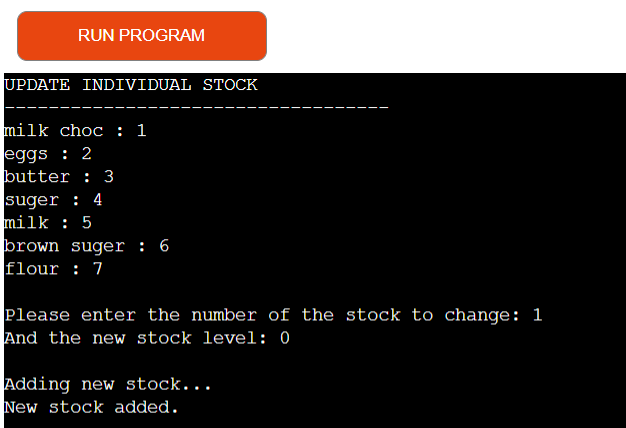 RUN PROGRAM
UPDATE INDIVIDUAL STOCK
-----------------------------------
milk choc : 1
eggs : 2
butter : 3
suger : 4
milk : 5
brown suger : 6
flour : 7
Please enter the number of the stock to change: 1
And the new stock level: 0
Adding new stock...
New stock added.